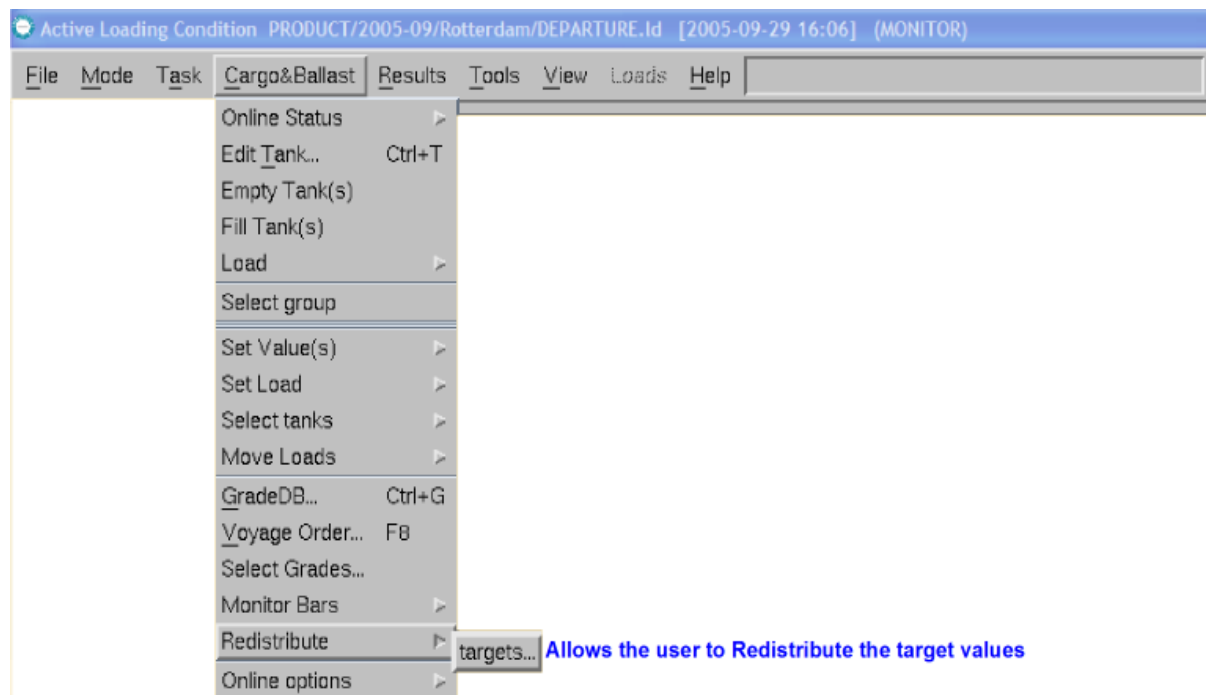 Active Loading Condition PRODUCT/2005-09/Rotterdam/DEPARTURE.ld [2005-09-29 16:06] (MONITOR)
File Mode Task Cargo&Ballast Results Tools View Loads Help
Online Status
Edit Tank... Ctrl+T
Empty Tank(s)
Fill Tank(s)
Load
Select group
Set Value(s)
Set Load
Select tanks
Move Loads
GradeDB... Ctrl+G
Voyage Order... F8
Select Grades...
Monitor Bars
Redistribute
targets... Allows the user to Redistribute the target values
Online options